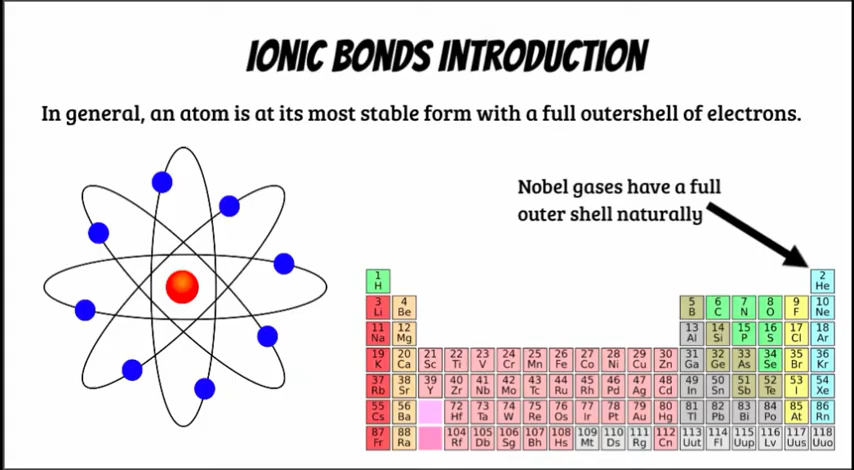 IONIC BONDS INTRODUCTION
In general, an atom is at its most stable form with a full outershell of electrons.
Nobel gases have a full
outer shell naturally
1 2
H He
3 4 5 6 7 8 9 10
Li Be B C N O F Ne
11 12 13 14 15 16 17 18
Na Mg Al Si P S Cl Ar
19 20 21 22 23 24 25 26 27 28 29 30 31 32 33 34 35 36
K Ca Sc Ti V Cr Mn Fe Co Ni Cu Zn Ga Ge As Se Br Kr
37 38 39 40 41 42 43 44 45 46 47 48 49 50 51 52 53 54
Rb Sr Y Zr Nb Mo Tc Ru Rh Pd Ag Cd In Sn Sb Te I Xe
55 56 72 73 74 75 76 77 78 79 80 81 82 83 84 85 86
Cs Ba Hf Ta W Re Os Ir Pt Au Hg Tl Pb Bi Po At Rn
87 88 104 105 106 107 108 109 110 111 112 113 114 115 116 117 118
Fr Ra Rf Db Sg Bh Hs Mt Ds Rg Cn Uut Fl Uup Lv Uus Uuo